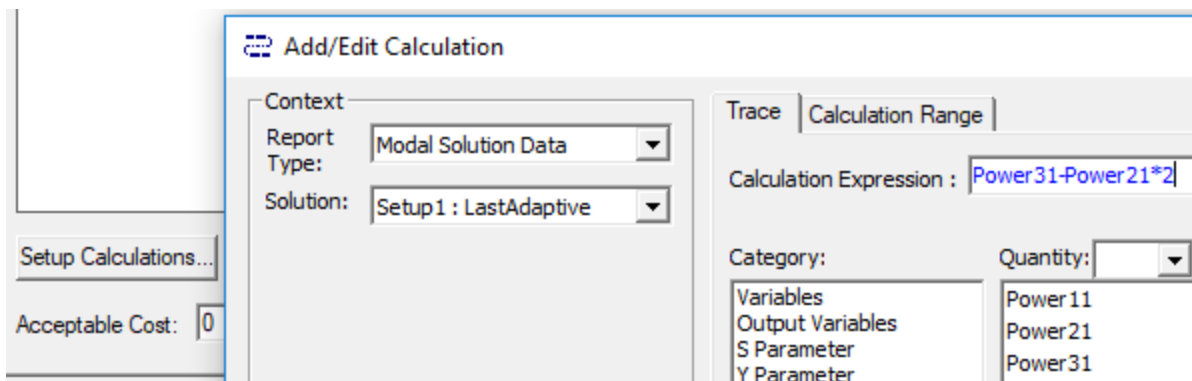 Add/Edit Calculation
Context
Report Type:
Modal Solution Data
Solution:
Setup1 : LastAdaptive
Trace
Calculation Range
Calculation Expression :
Power31-Power21*2
Setup Calculations...
Acceptable Cost:
0
Category:
Variables
Output Variables
S Parameter
Y Parameter
Quantity:
Power11
Power21
Power31